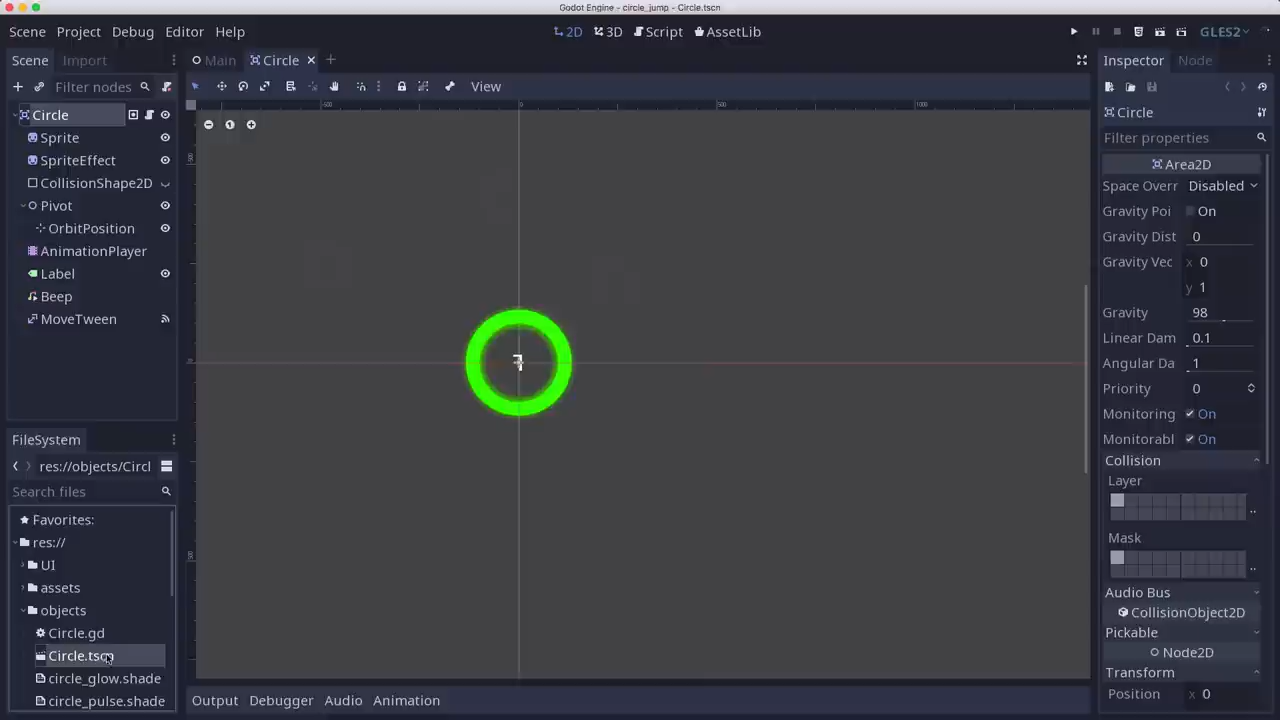 Godot Engine - circle_jump - Circle.tscn
Scene Project Debug Editor Help
2D 3D Script AssetLib
GLES2
Scene Import
Filter nodes
Circle
Sprite
SpriteEffect
CollisionShape2D
Pivot
OrbitPosition
AnimationPlayer
Label
Beep
MoveTween
FileSystem
res://objects/Circl
Search files
Favorites:
res://
UI
assets
objects
Circle.gd
Circle.tscn
circle_glow.shade
circle_pulse.shade
Main Circle
View
-500 0 500 1000
Output Debugger Audio Animation
Inspector Node
Circle
Filter properties
Area2D
Space Overr Disabled
Gravity Poi On
Gravity Dist 0
Gravity Vec x 0
y 1
Gravity 98
Linear Dam 0.1
Angular Da 1
Priority 0
Monitoring On
Monitorabl On
Collision
Layer
..
Mask
..
Audio Bus
CollisionObject2D
Pickable
Node2D
Transform
Position x 0